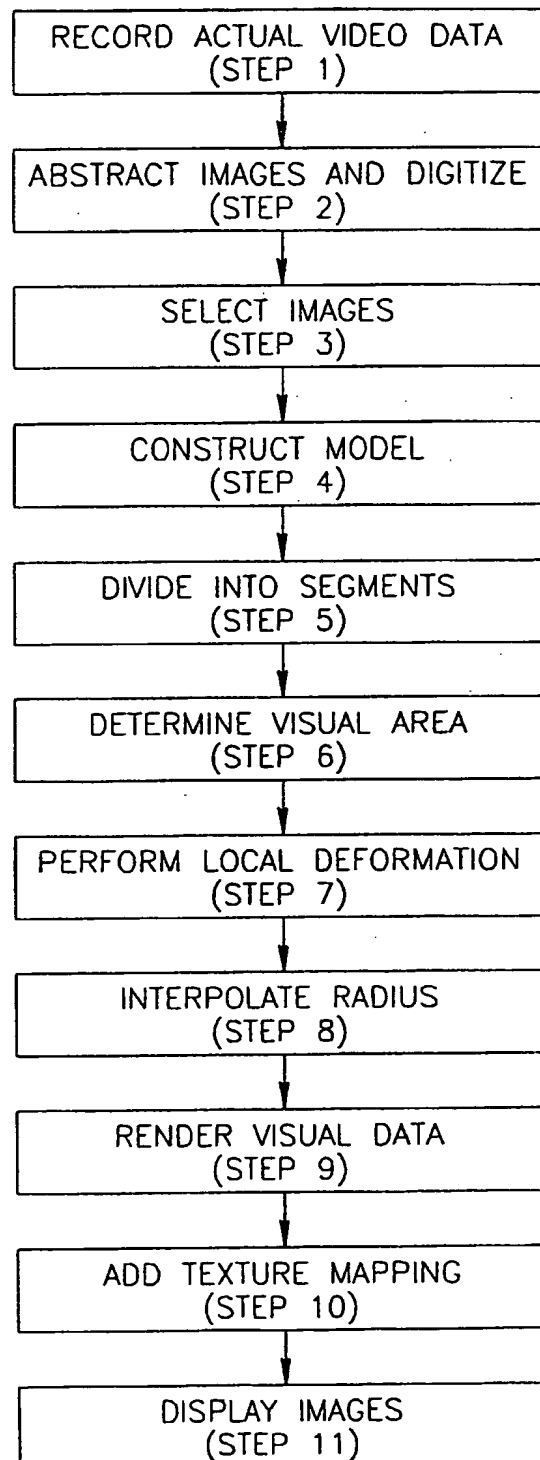 RECORD ACTUAL VIDEO DATA
(STEP 1)
ABSTRACT IMAGES AND DIGITIZE
(STEP 2)
SELECT IMAGES
(STEP 3)
CONSTRUCT MODEL
(STEP 4)
DIVIDE INTO SEGMENTS
(STEP 5)
DETERMINE VISUAL AREA
(STEP 6)
PERFORM LOCAL DEFORMATION
(STEP 7)
INTERPOLATE RADIUS
(STEP 8)
RENDER VISUAL DATA
(STEP 9)
ADD TEXTURE MAPPING
(STEP 10)
DISPLAY IMAGES
(STEP 11)